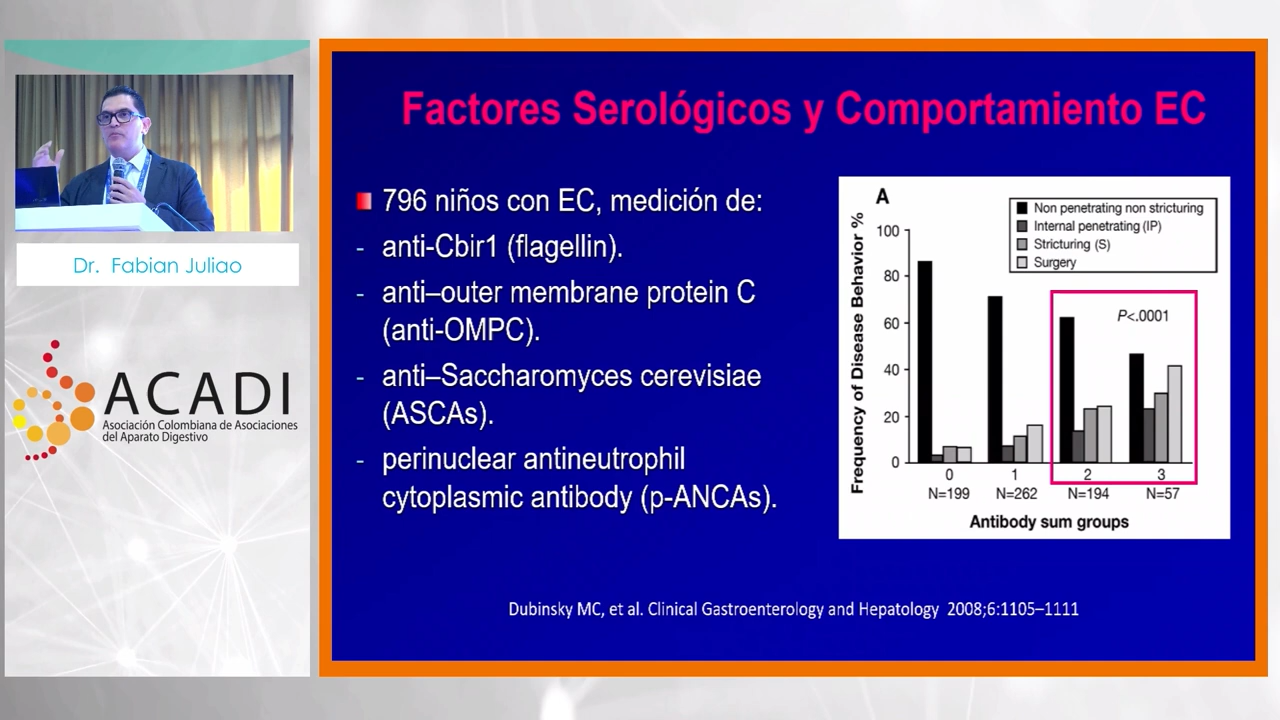 Factores Serológicos y Comportamiento EC
796 niños con EC, medición de:
- anti-Cbir1 (flagellin).
- anti–outer membrane protein C
(anti-OMPC).
- anti–Saccharomyces cerevisiae
(ASCAs).
- perinuclear antineutrophil
cytoplasmic antibody (p-ANCAs).
A
Non penetrating non stricturing
Internal penetrating (IP)
Stricturing (S)
Surgery
Frequency of Disease Behavior %
100
80
60
40
20
0
P<.0001
0 1 2 3
N=199 N=262 N=194 N=57
Antibody sum groups
Dubinsky MC, et al. Clinical Gastroenterology and Hepatology 2008;6:1105–1111
Dr. Fabian Juliao
ACADI
Asociación Colombiana de Asociaciones
del Aparato Digestivo